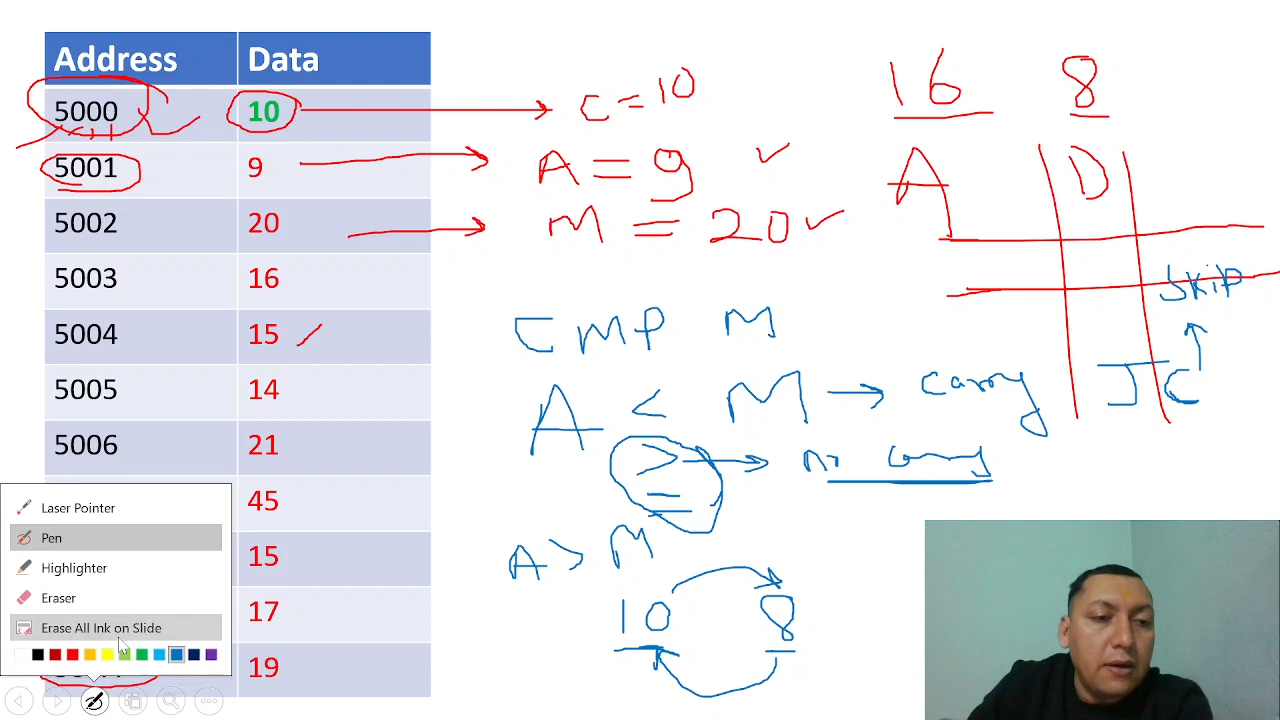 Address Data
5000 10
5001 9
5002 20
5003 16
5004 15
5005 14
5006 21
45
15
17
19
C = 10
A = 9
M = 20
16 8
A D
SKIP
CMP M
A < M → carry
JC
> → no carry
=
A > M
10 8
Laser Pointer
Pen
Highlighter
Eraser
Erase All Ink on Slide